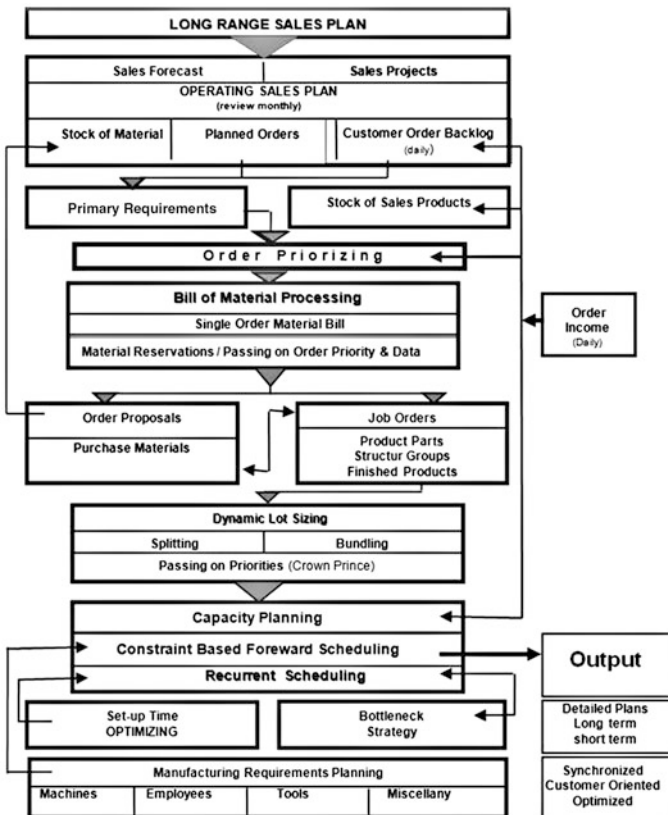 LONG RANGE SALES PLAN
Sales Forecast
Sales Projects
OPERATING SALES PLAN
(review monthly)
Stock of Material
Planned Orders
Customer Order Backlog
(daily)
Primary Requirements
Stock of Sales Products
Order Priorizing
Bill of Material Processing
Single Order Material Bill
Material Reservations / Passing on Order Priority & Data
Order
Income
(Daily)
Order Proposals
Purchase Materials
Job Orders
Product Parts
Structur Groups
Finished Products
Dynamic Lot Sizing
Splitting
Bundling
Passing on Priorities (Crown Prince)
Capacity Planning
Constraint Based Foreward Scheduling
Recurrent Scheduling
Output
Set-up Time
OPTIMIZING
Bottleneck
Strategy
Detailed Plans
Long term
short term
Manufacturing Requirements Planning
Machines
Employees
Tools
Miscellany
Synchronized
Customer Oriented
Optimized